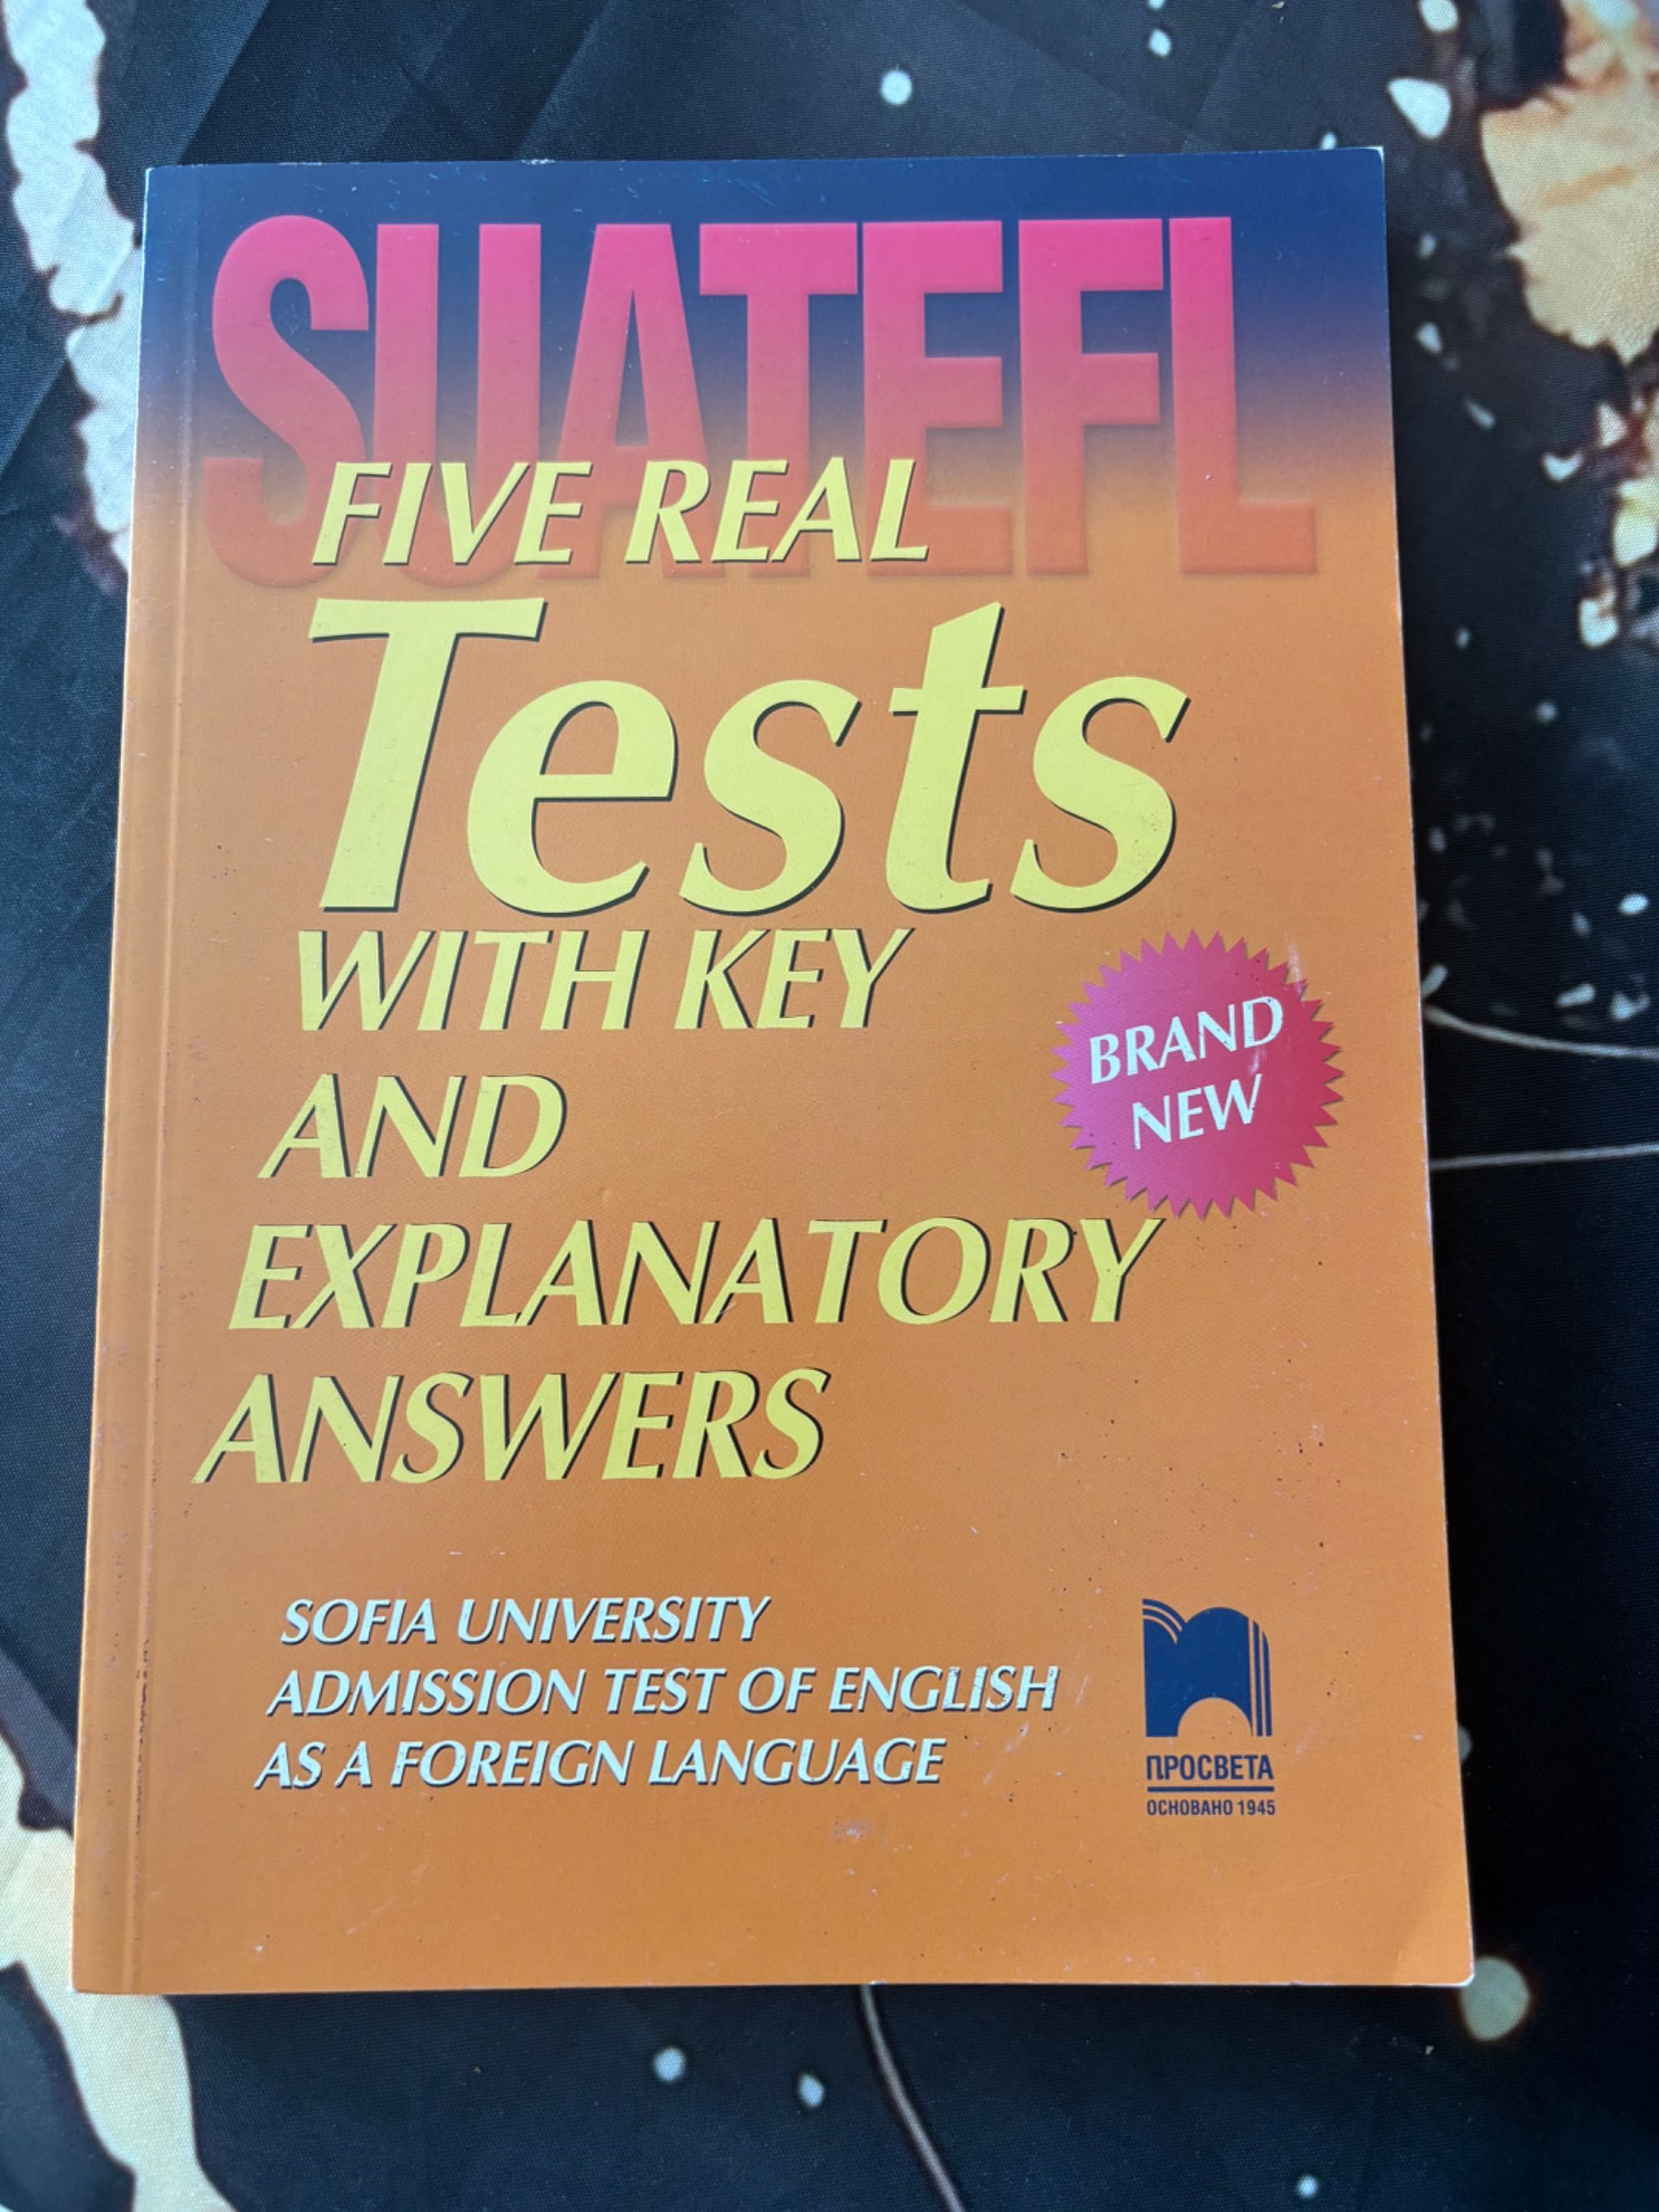 SUATEFL
FIVE REAL
Tests
WITH KEY
AND
EXPLANATORY
ANSWERS
BRAND
NEW
SOFIA UNIVERSITY
ADMISSION TEST OF ENGLISH
AS A FOREIGN LANGUAGE
ПРОСВЕТА
ОСНОВАНО 1945